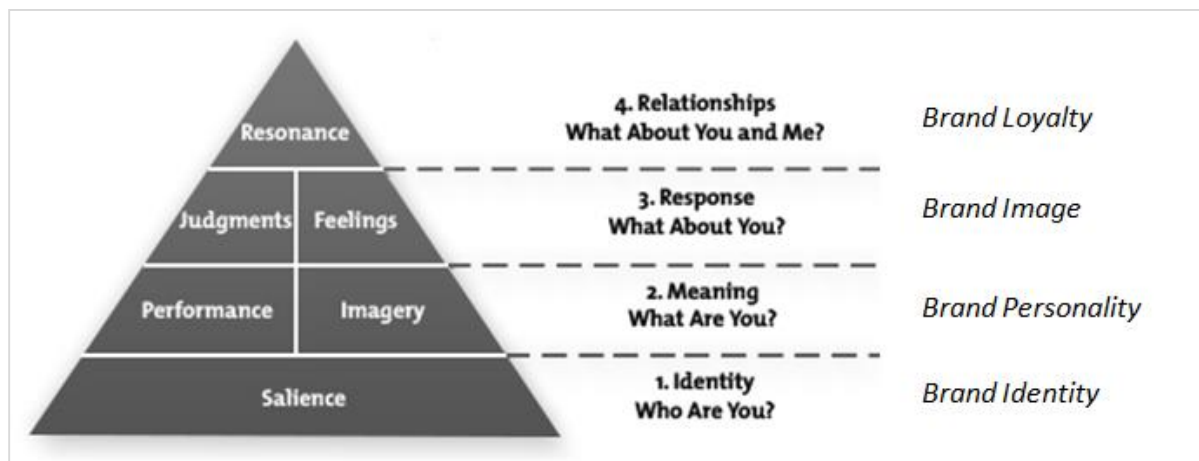 Resonance
4. Relationships
What About You and Me?
Brand Loyalty
Judgments
Feelings
3. Response
What About You?
Brand Image
Performance
Imagery
2. Meaning
What Are You?
Brand Personality
Salience
1. Identity
Who Are You?
Brand Identity